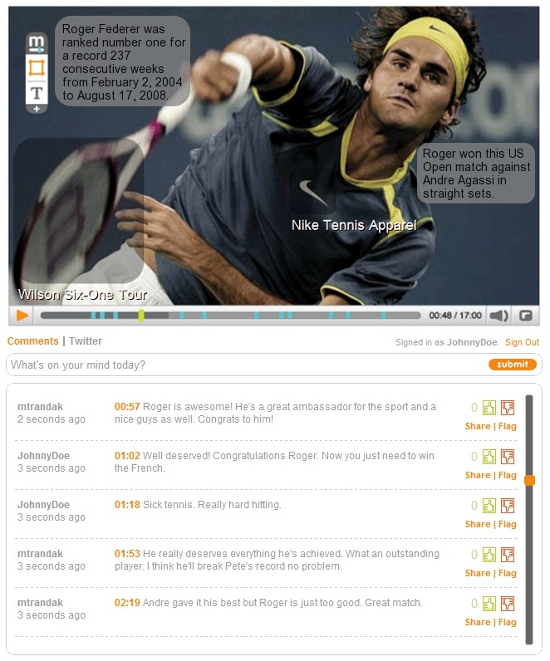 Roger Federer was
ranked number one for
a record 237
consecutive weeks
from February 2, 2004
to August 17, 2008.
m
T
+
Roger won this US
Open match against
Andre Agassi in
straight sets.
Nike Tennis Apparel
Wilson Six-One Tour
00:48 / 17:00
Comments | Twitter
Signed in as JohnnyDoe. Sign Out
What's on your mind today?
submit
mtrandak
2 seconds ago
00:57 Roger is awesome! He's a great ambassador for the sport and a
nice guys as well. Congrats to him!
0
Share | Flag
JohnnyDoe
3 seconds ago
01:02 Well deserved! Congratulations Roger. Now you just need to win
the French.
0
Share | Flag
JohnnyDoe
3 seconds ago
01:18 Sick tennis. Really hard hitting.
0
Share | Flag
mtrandak
3 seconds ago
01:53 He really deserves everything he's achieved. What an outstanding
player. I think he'll break Pete's record no problem.
0
Share | Flag
mtrandak
3 seconds ago
02:19 Andre gave it his best but Roger is just too good. Great match.
0
Share | Flag